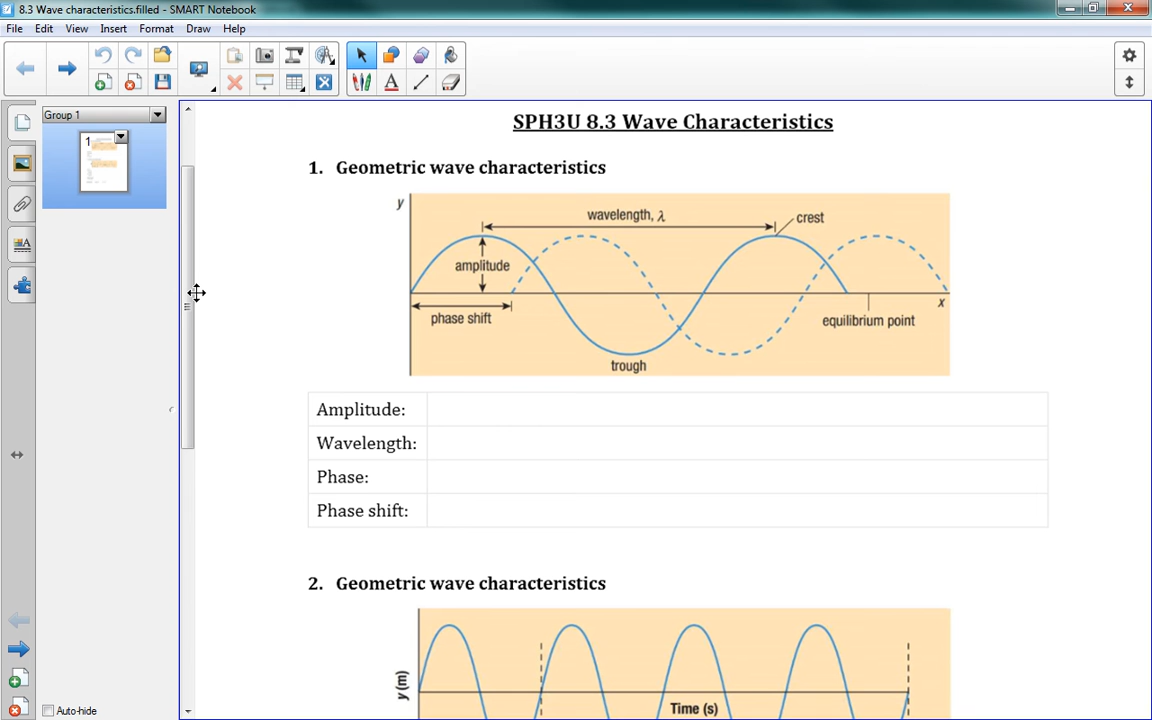 8.3 Wave characteristics.filled - SMART Notebook
File Edit View Insert Format Draw Help
Group 1
1
SPH3U 8.3 Wave Characteristics
1. Geometric wave characteristics
y
wavelength, λ
crest
amplitude
x
phase shift
equilibrium point
trough
Amplitude:
Wavelength:
Phase:
Phase shift:
2. Geometric wave characteristics
y (m)
Time (s)
Auto-hide